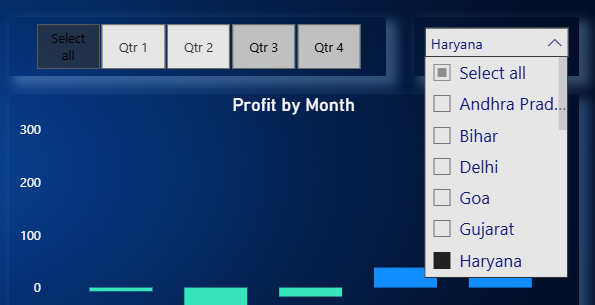 Select
all
Qtr 1
Qtr 2
Qtr 3
Qtr 4
Haryana
Select all
Andhra Prad...
Bihar
Delhi
Goa
Gujarat
Haryana
Profit by Month
300
200
100
0